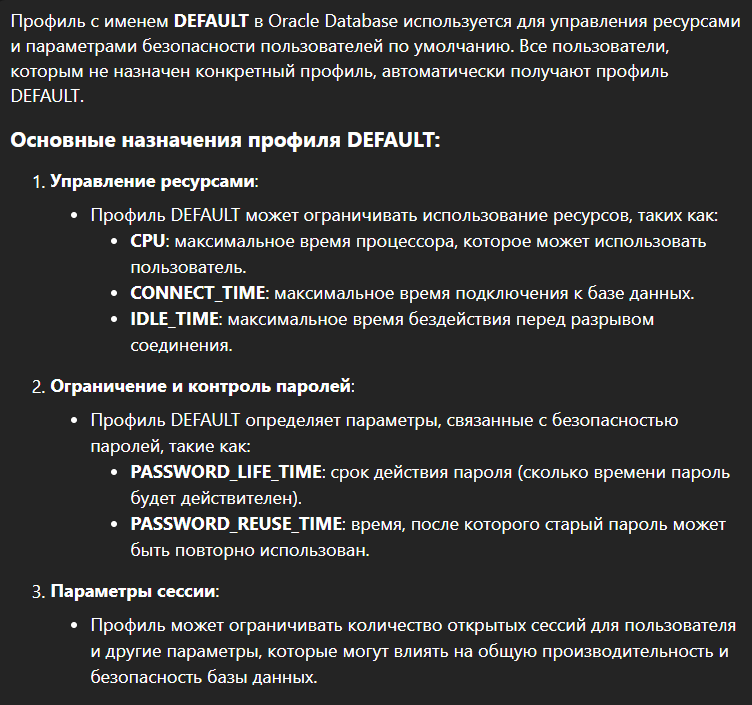 Профиль с именем DEFAULT в Oracle Database используется для управления ресурсами
и параметрами безопасности пользователей по умолчанию. Все пользователи,
которым не назначен конкретный профиль, автоматически получают профиль
DEFAULT.
Основные назначения профиля DEFAULT:
1. Управление ресурсами:
• Профиль DEFAULT может ограничивать использование ресурсов, таких как:
• CPU: максимальное время процессора, которое может использовать
пользователь.
• CONNECT_TIME: максимальное время подключения к базе данных.
• IDLE_TIME: максимальное время бездействия перед разрывом
соединения.
2. Ограничение и контроль паролей:
• Профиль DEFAULT определяет параметры, связанные с безопасностью
паролей, такие как:
• PASSWORD_LIFE_TIME: срок действия пароля (сколько времени пароль
будет действителен).
• PASSWORD_REUSE_TIME: время, после которого старый пароль может
быть повторно использован.
3. Параметры сессии:
• Профиль может ограничивать количество открытых сессий для пользователя
и другие параметры, которые могут влиять на общую производительность и
безопасность базы данных.